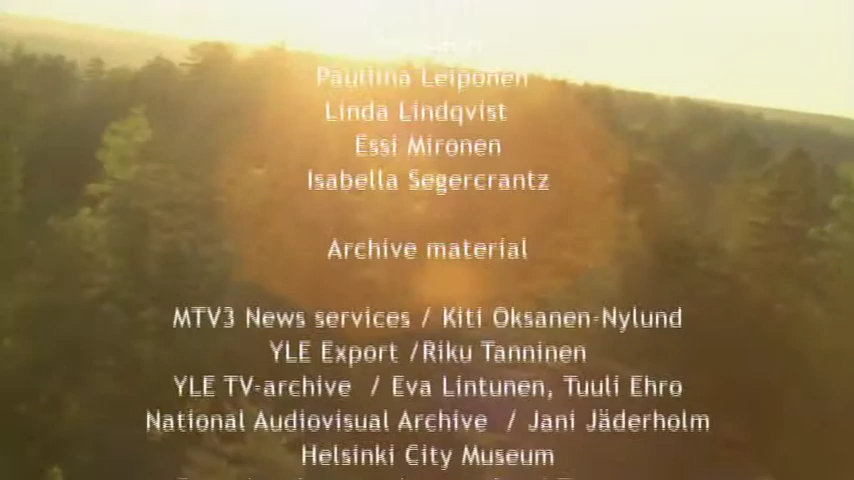 Pauliina Leiponen
Linda Lindqvist
Essi Mironen
Isabella Segercrantz
Archive material
MTV3 News services / Kiti Oksanen-Nylund
YLE Export /Riku Tanninen
YLE TV-archive / Eva Lintunen, Tuuli Ehro
National Audiovisual Archive / Jani Jäderholm
Helsinki City Museum